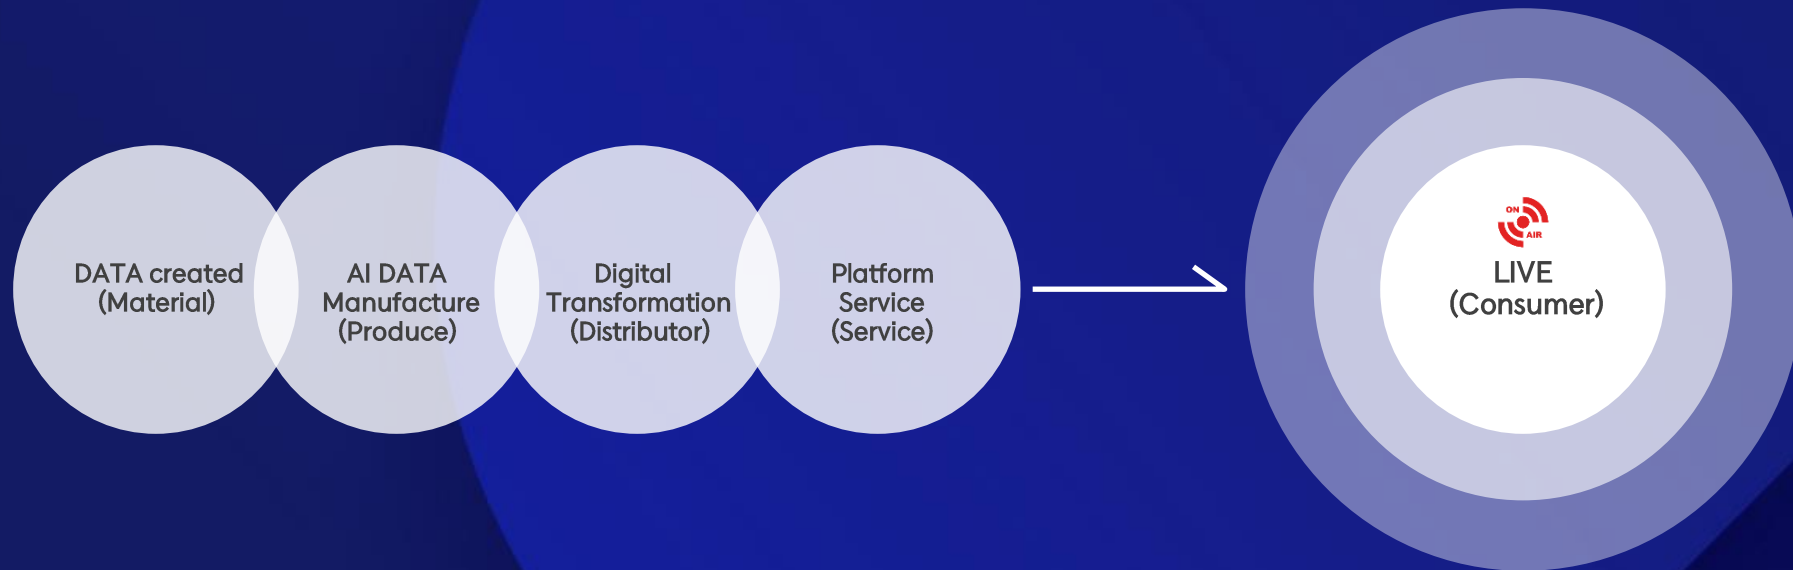 DATA created
(Material)
AI DATA
Manufacture
(Produce)
Digital
Transformation
(Distributor)
Platform
Service
(Service)
ON
AIR
LIVE
(Consumer)